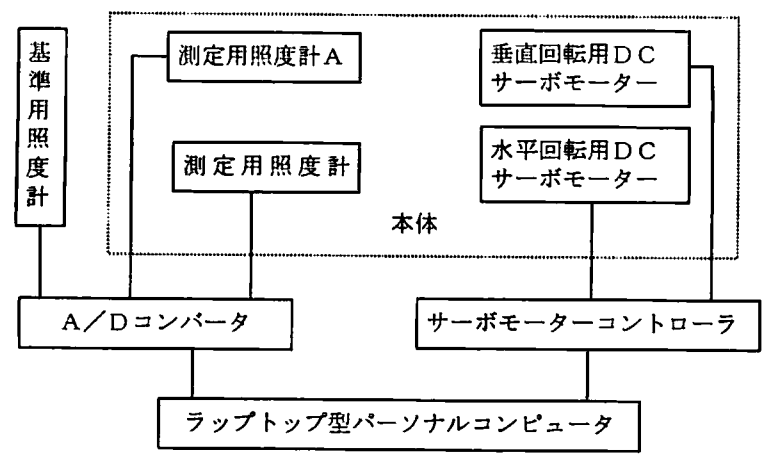 基準用照度計
測定用照度計A
測定用照度計
垂直回転用DC
サーボモーター
水平回転用DC
サーボモーター
本体
A/Dコンバータ
サーボモーターコントローラ
ラップトップ型パーソナルコンピュータ